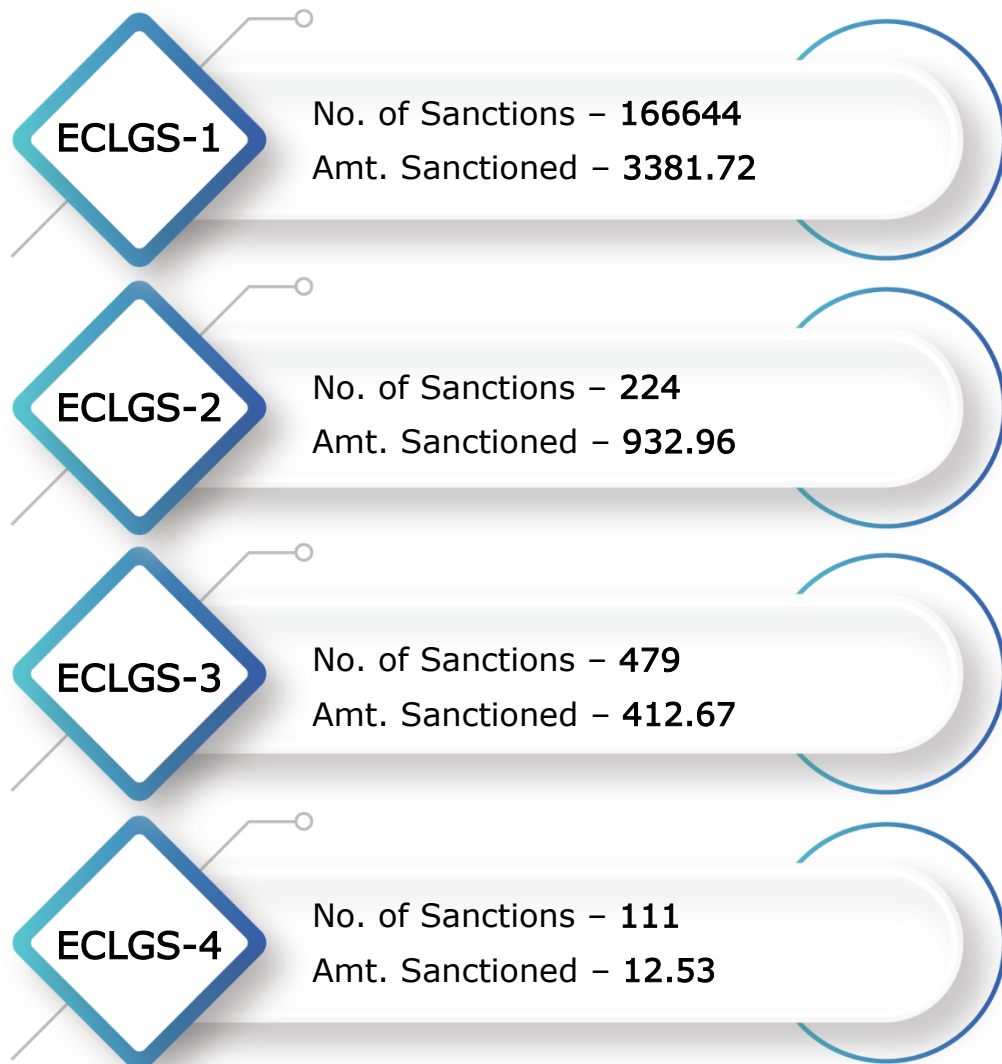 ECLGS-1
No. of Sanctions – 166644
Amt. Sanctioned – 3381.72
ECLGS-2
No. of Sanctions – 224
Amt. Sanctioned – 932.96
ECLGS-3
No. of Sanctions – 479
Amt. Sanctioned – 412.67
ECLGS-4
No. of Sanctions – 111
Amt. Sanctioned – 12.53